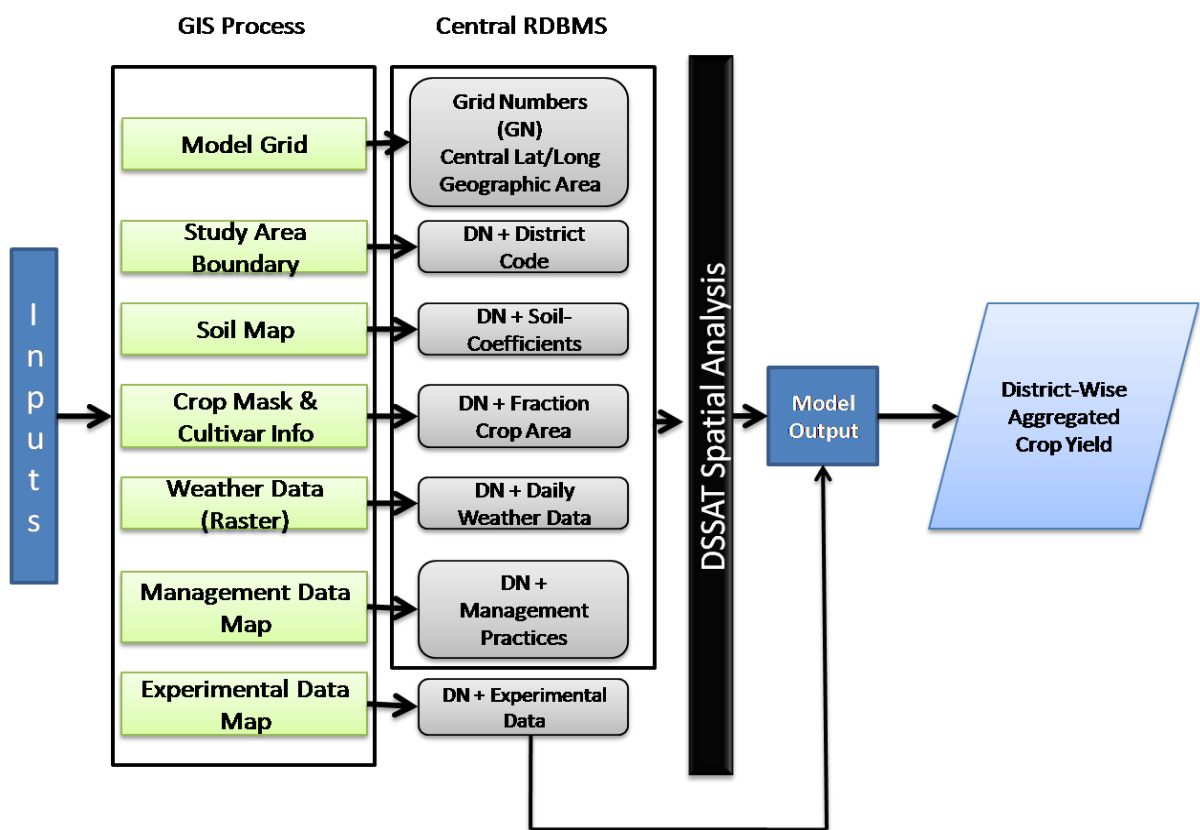 GIS Process
Central RDBMS
Inputs
Model Grid
Grid Numbers
(GN)
Central Lat/Long
Geographic Area
Study Area
Boundary
DN + District
Code
Soil Map
DN + Soil-
Coefficients
Crop Mask &
Cultivar Info
DN + Fraction
Crop Area
Weather Data
(Raster)
DN + Daily
Weather Data
Management Data
Map
DN +
Management
Practices
Experimental Data
Map
DN + Experimental
Data
DSSAT Spatial Analysis
Model
Output
District-Wise
Aggregated
Crop Yield